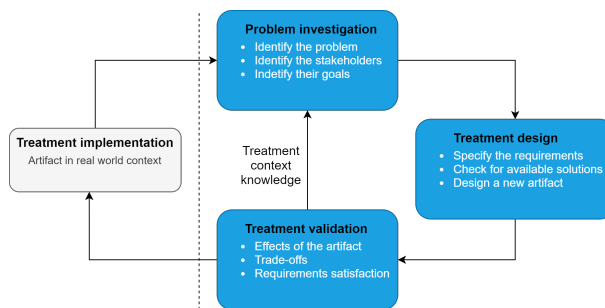 Problem investigation
• Identify the problem
• Identify the stakeholders
• Indetify their goals
Treatment implementation
Artifact in real world context
Treatment
context
knowledge
Treatment design
• Specify the requirements
• Check for available solutions
• Design a new artifact
Treatment validation
• Effects of the artifact
• Trade-offs
• Requirements satisfaction